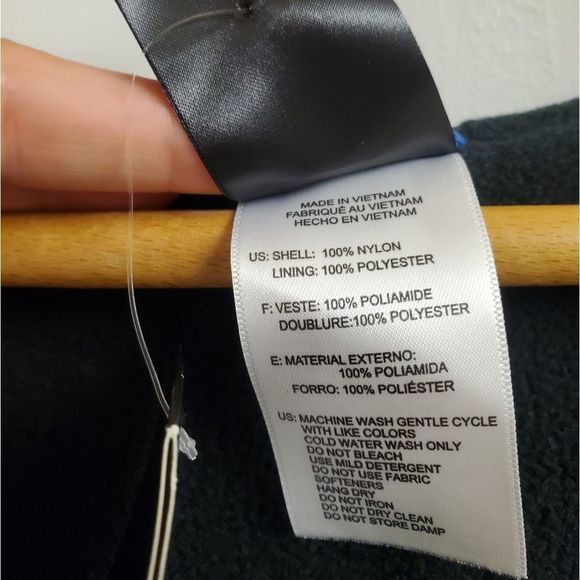 MADE IN VIETNAM
FABRIQUÉ AU VIETNAM
HECHO EN VIETNAM
US: SHELL: 100% NYLON
LINING: 100% POLYESTER
F: VESTE: 100% POLIAMIDE
DOUBLURE:100% POLYESTER
E: MATERIAL EXTERNO:
100% POLIAMIDA
FORRO: 100% POLIÉSTER
US: MACHINE WASH GENTLE CYCLE
WITH LIKE COLORS
COLD WATER WASH ONLY
DO NOT BLEACH
USE MILD DETERGENT
DO NOT USE FABRIC
SOFTENERS
HANG DRY
DO NOT IRON
DO NOT DRY CLEAN
DO NOT STORE DAMP